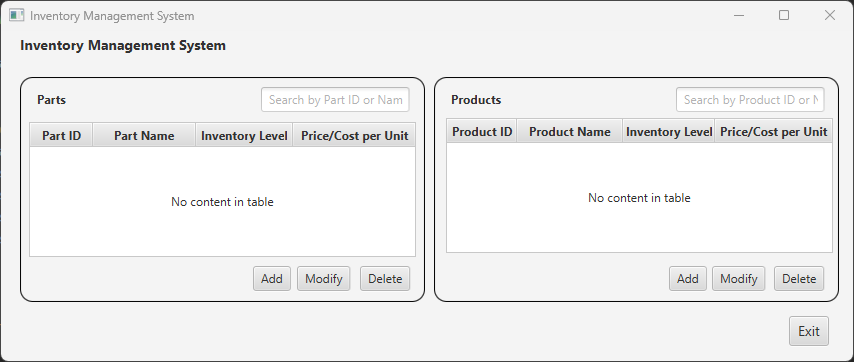 Inventory Management System
Inventory Management System
Parts
Search by Part ID or Nam
Part ID Part Name Inventory Level Price/Cost per Unit
No content in table
Add Modify Delete
Products
Search by Product ID or N
Product ID Product Name Inventory Level Price/Cost per Unit
No content in table
Add Modify Delete
Exit